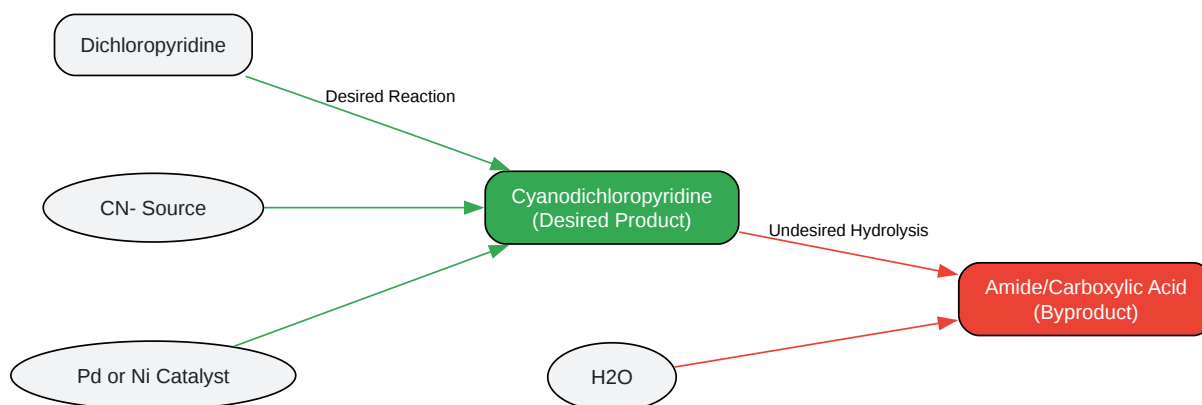 Dichloropyridine
Desired Reaction
CN- Source
Cyanodichloropyridine
(Desired Product)
Undesired Hydrolysis
Amide/Carboxylic Acid
(Byproduct)
Pd or Ni Catalyst
H2O